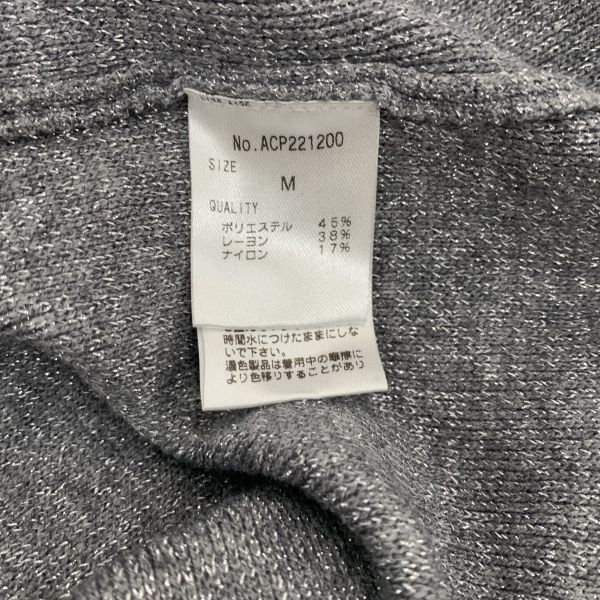 No.ACP221200
SIZE
M
QUALITY
ポリエステル 45%
レーヨン 38%
ナイロン 17%
時間水につけたままにしな
いで下さい。
濃色製品は着用中の摩擦に
より色移りすることがあり